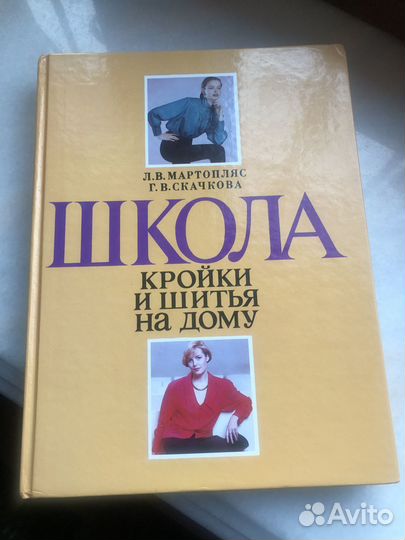 Л.В.МАРТОПЛЯС
Г.В.СКАЧКОВА
ШКОЛА
КРОЙКИ
И ШИТЬЯ
НА ДОМУ
Avito